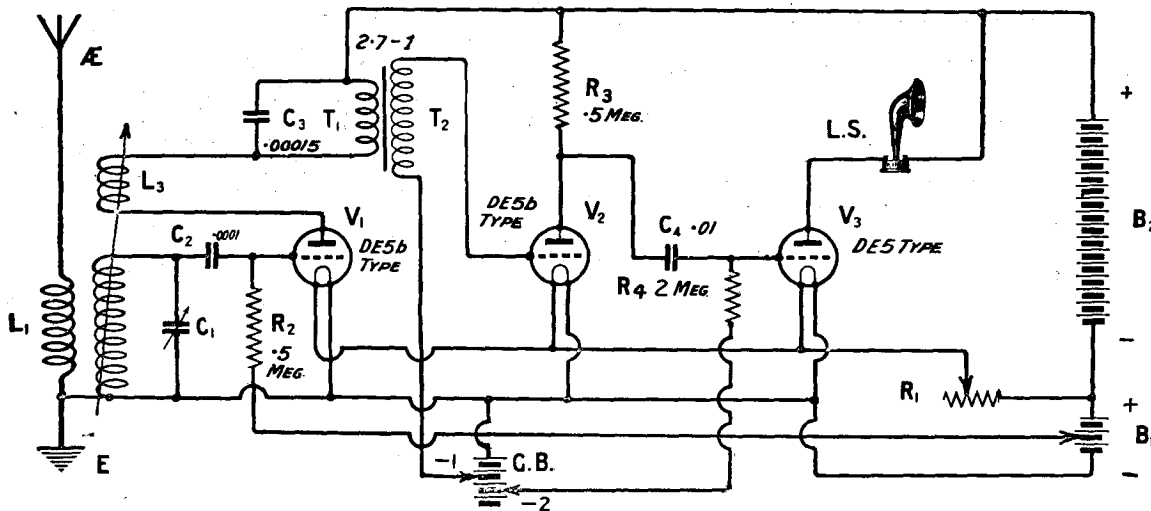 Æ
2·7-1
C3
·00015
T1
T2
R3
·5 MEG.
L.S.
+
L3
V1
DE5b
TYPE
C2
·0001
DE5b
TYPE
V2
C4 ·01
V3
DE5 TYPE
B2
L1
C1
R2
·5
MEG.
R4 2 MEG.
−
R1
+
B1
E
−1
G.B.
−2
−